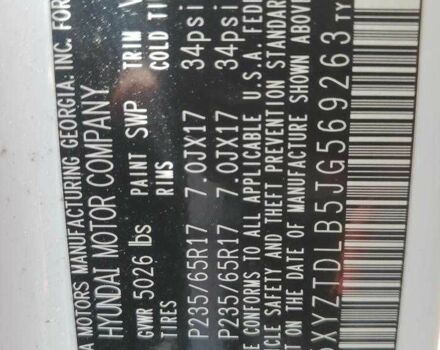 A MOTORS MANUFACTURING GEORGIA: INC. FOR
HYUNDAI MOTOR COMPANY
GVWR 5026 lbs PAINT SWP TRIM
TIRES RIMS COLD TI
P235/65R17 7.0JX17 34psi
P235/65R17 7.0JX17 34psi
E CONFORMS TO ALL APPLICABLE U.S.A. FEDE
ICLE SAFETY AND THEFT PREVENTION STANDAR
ON THE DATE OF MANUFACTURE SHOWN ABOVE
XYZTDLB5JG569263 TY